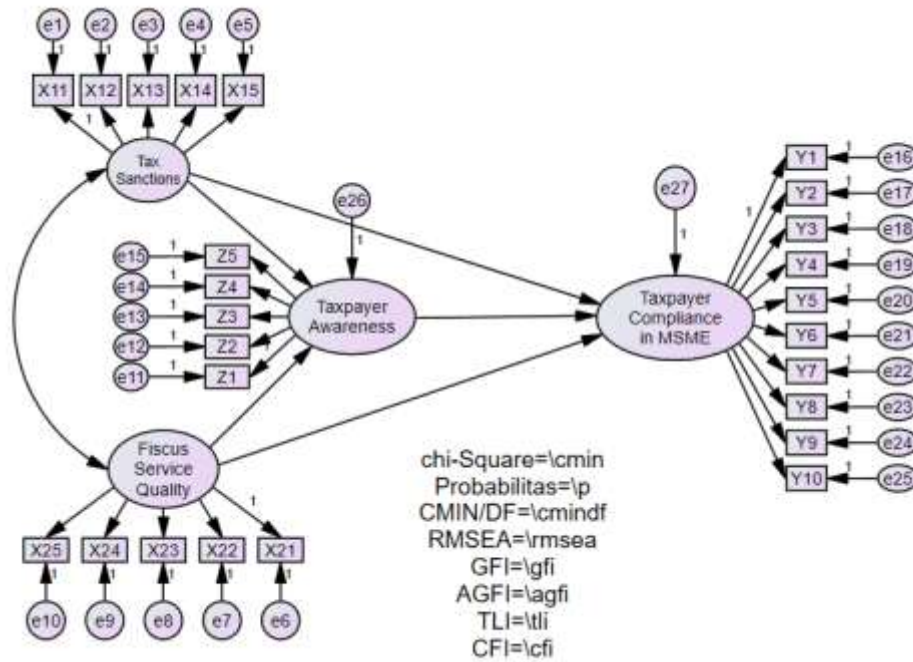 e1 e2 e3 e4 e5
1 1 1 1 1
X11 X12 X13 X14 X15
1
Tax
Sanctions
e26
1
e27
1
e15 1 Z5
e14 1 Z4
e13 1 Z3
e12 1 Z2
e11 1 Z1
Taxpayer
Awareness
Taxpayer
Compliance
in MSME
1
Y1 1 e16
Y2 1 e17
Y3 1 e18
Y4 1 e19
Y5 1 e20
Y6 1 e21
Y7 1 e22
Y8 1 e23
Y9 1 e24
Y10 1 e25
Fiscus
Service
Quality
1
X25 X24 X23 X22 X21
1 1 1 1 1
e10 e9 e8 e7 e6
chi-Square=\cmin
Probabilitas=\p
CMIN/DF=\cmindf
RMSEA=\rmsea
GFI=\gfi
AGFI=\agfi
TLI=\tli
CFI=\cfi